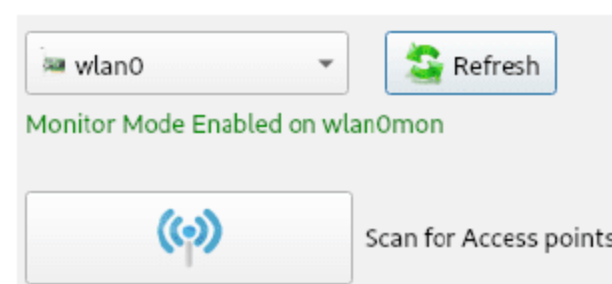 wlan0
Refresh
Monitor Mode Enabled on wlan0mon
Scan for Access points